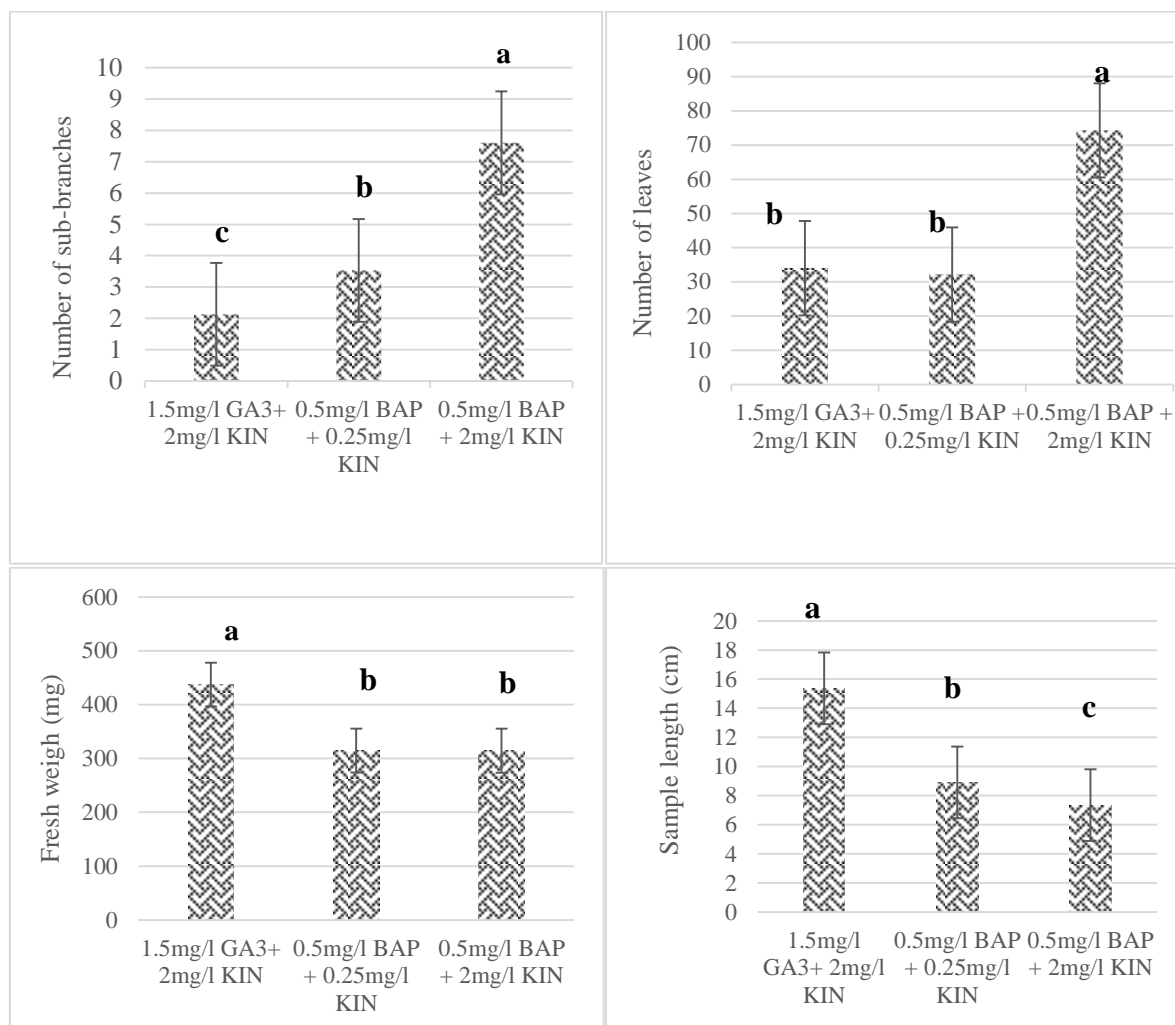 Number of sub-branches
10
9
8
7
6
5
4
3
2
1
0
c
b
a
1.5mg/l GA3+
2mg/l KIN
0.5mg/l BAP
+ 0.25mg/l
KIN
0.5mg/l BAP
+ 2mg/l KIN
Number of leaves
100
90
80
70
60
50
40
30
20
10
0
b
b
a
1.5mg/l GA3+
2mg/l KIN
0.5mg/l BAP +
0.25mg/l KIN
0.5mg/l BAP +
2mg/l KIN
Fresh weigh (mg)
600
500
400
300
200
100
0
a
b
b
1.5mg/l GA3+
2mg/l KIN
0.5mg/l BAP
+ 0.25mg/l
KIN
0.5mg/l BAP
+ 2mg/l KIN
Sample length (cm)
20
18
16
14
12
10
8
6
4
2
0
a
b
c
1.5mg/l
GA3+ 2mg/l
KIN
0.5mg/l BAP
+ 0.25mg/l
KIN
0.5mg/l BAP
+ 2mg/l KIN